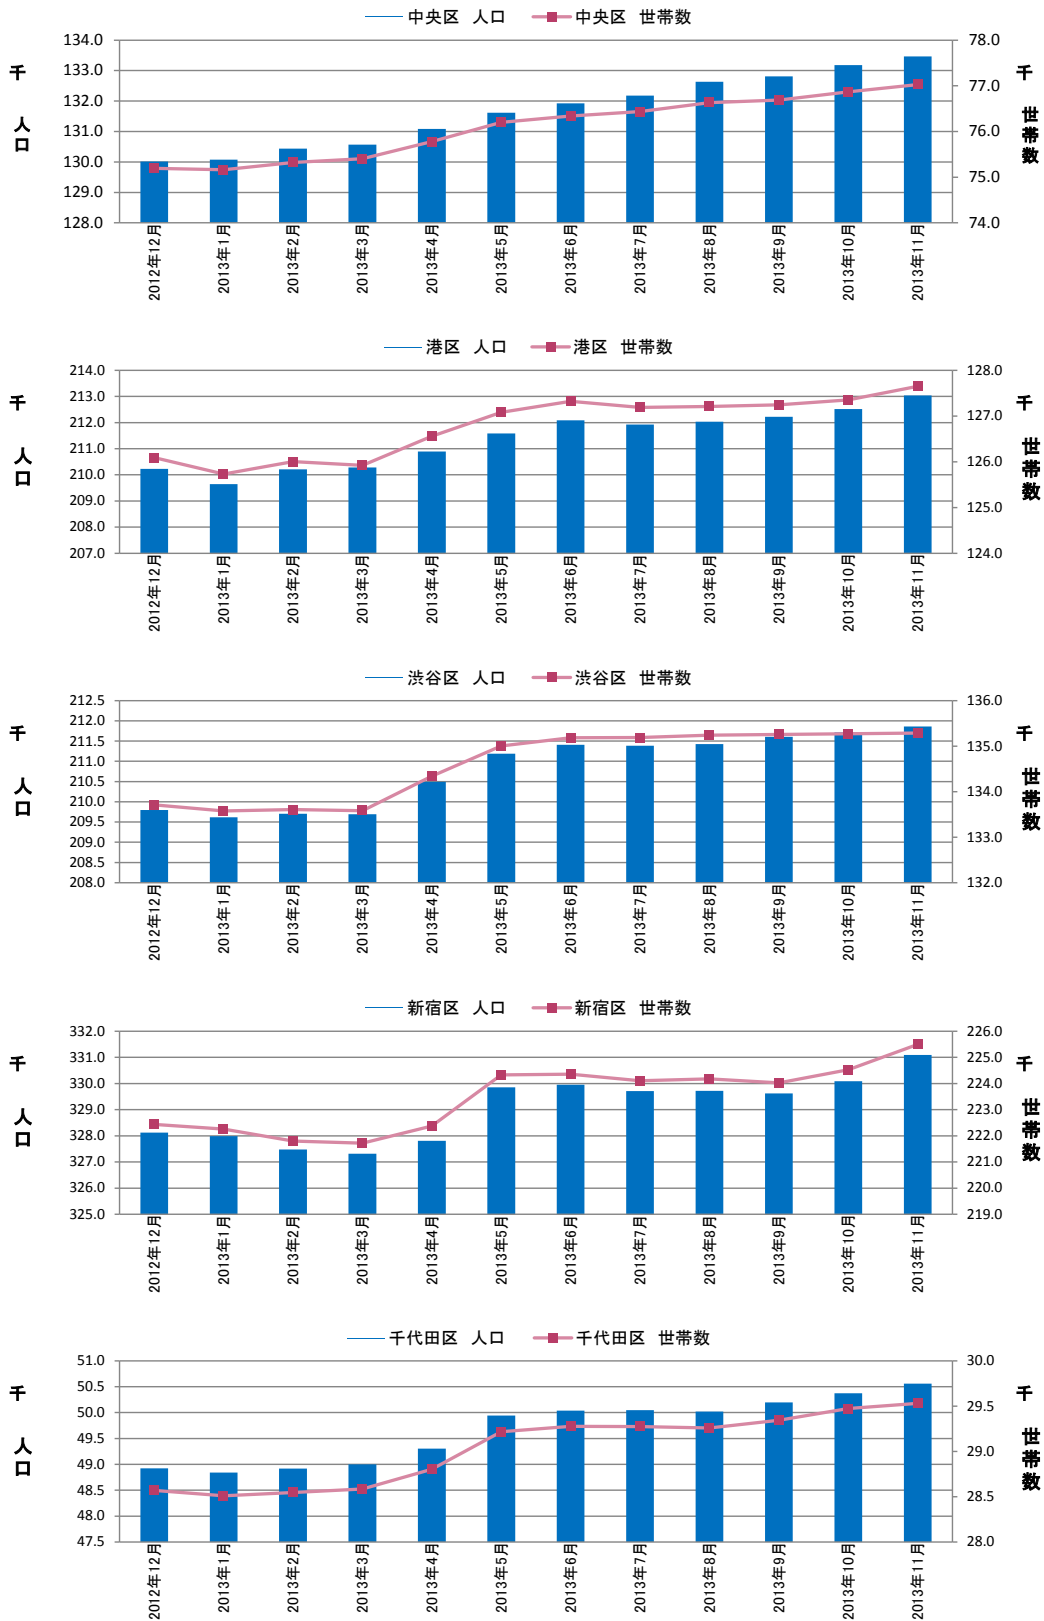 中央区 人口 中央区 世帯数
千 人口
134.0
133.0
132.0
131.0
130.0
129.0
128.0
78.0
77.0
76.0
75.0
74.0
千 世帯数
2012年12月
2013年1月
2013年2月
2013年3月
2013年4月
2013年5月
2013年6月
2013年7月
2013年8月
2013年9月
2013年10月
2013年11月
港区 人口 港区 世帯数
千 人口
214.0
213.0
212.0
211.0
210.0
209.0
208.0
207.0
128.0
127.0
126.0
125.0
124.0
千 世帯数
2012年12月
2013年1月
2013年2月
2013年3月
2013年4月
2013年5月
2013年6月
2013年7月
2013年8月
2013年9月
2013年10月
2013年11月
渋谷区 人口 渋谷区 世帯数
千 人口
212.5
212.0
211.5
211.0
210.5
210.0
209.5
209.0
208.5
208.0
136.0
135.0
134.0
133.0
132.0
千 世帯数
2012年12月
2013年1月
2013年2月
2013年3月
2013年4月
2013年5月
2013年6月
2013年7月
2013年8月
2013年9月
2013年10月
2013年11月
新宿区 人口 新宿区 世帯数
千 人口
332.0
331.0
330.0
329.0
328.0
327.0
326.0
325.0
226.0
225.0
224.0
223.0
222.0
221.0
220.0
219.0
千 世帯数
2012年12月
2013年1月
2013年2月
2013年3月
2013年4月
2013年5月
2013年6月
2013年7月
2013年8月
2013年9月
2013年10月
2013年11月
千代田区 人口 千代田区 世帯数
千 人口
51.0
50.5
50.0
49.5
49.0
48.5
48.0
47.5
30.0
29.5
29.0
28.5
28.0
千 世帯数
2012年12月
2013年1月
2013年2月
2013年3月
2013年4月
2013年5月
2013年6月
2013年7月
2013年8月
2013年9月
2013年10月
2013年11月